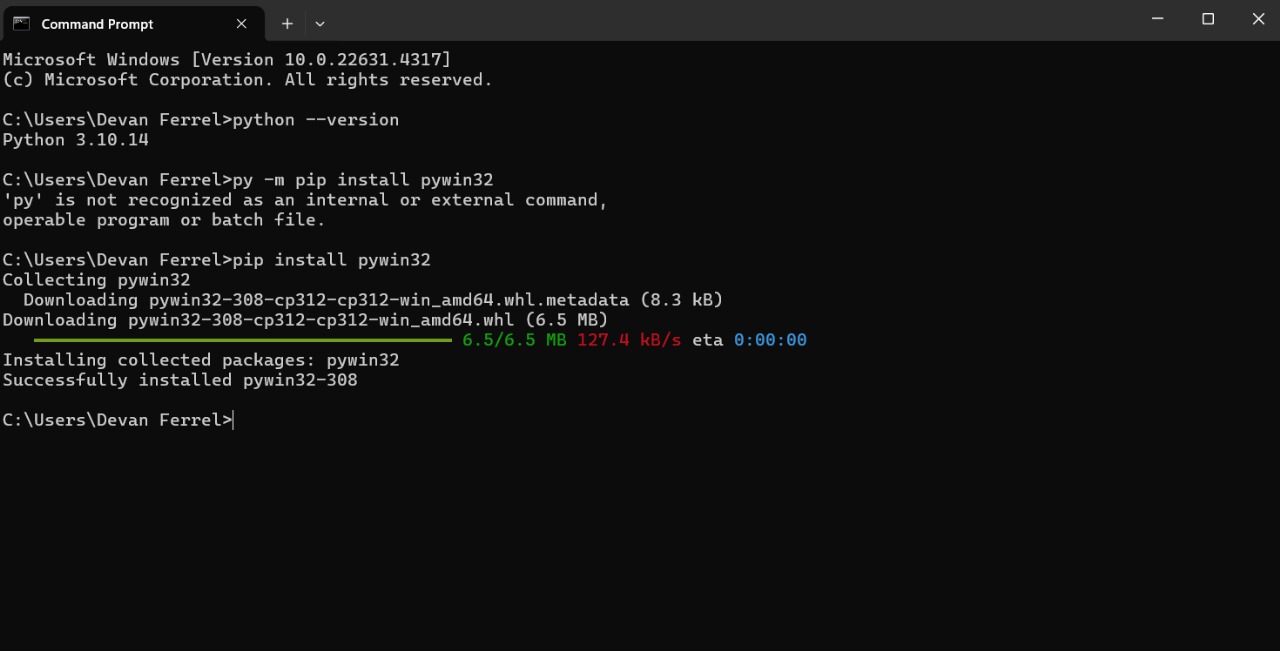 Command Prompt
Microsoft Windows [Version 10.0.22631.4317]
(c) Microsoft Corporation. All rights reserved.
C:\Users\Devan Ferrel>python --version
Python 3.10.14
C:\Users\Devan Ferrel>py -m pip install pywin32
'py' is not recognized as an internal or external command,
operable program or batch file.
C:\Users\Devan Ferrel>pip install pywin32
Collecting pywin32
  Downloading pywin32-308-cp312-cp312-win_amd64.whl.metadata (8.3 kB)
Downloading pywin32-308-cp312-cp312-win_amd64.whl (6.5 MB)
6.5/6.5 MB 127.4 kB/s eta 0:00:00
Installing collected packages: pywin32
Successfully installed pywin32-308
C:\Users\Devan Ferrel>